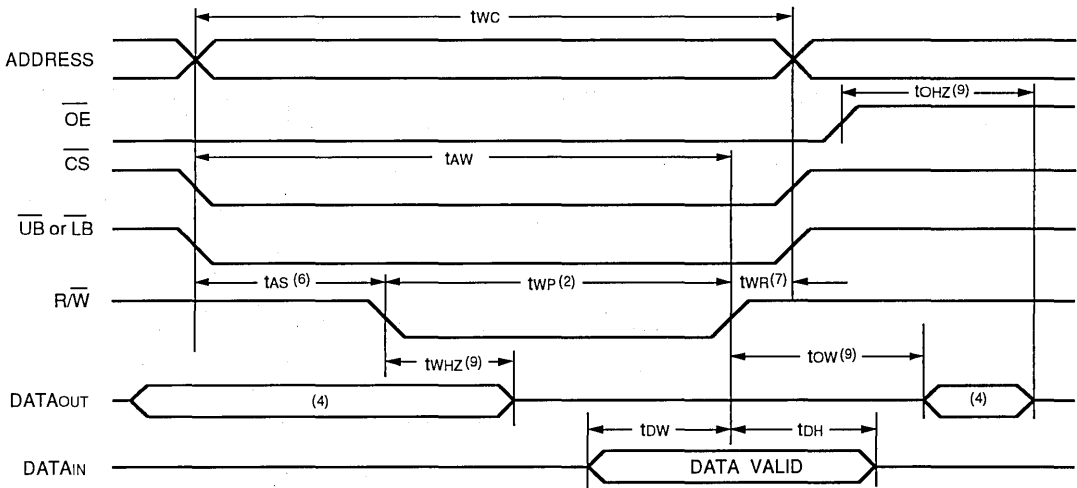 tWC
ADDRESS
tOHZ (9)
OE
tAW
CS
UB or LB
tAS (6) tWP (2) tWR (7)
R/W
tWHZ (9) tOW (9)
DATAOUT (4) (4)
tDW tDH
DATAIN DATA VALID